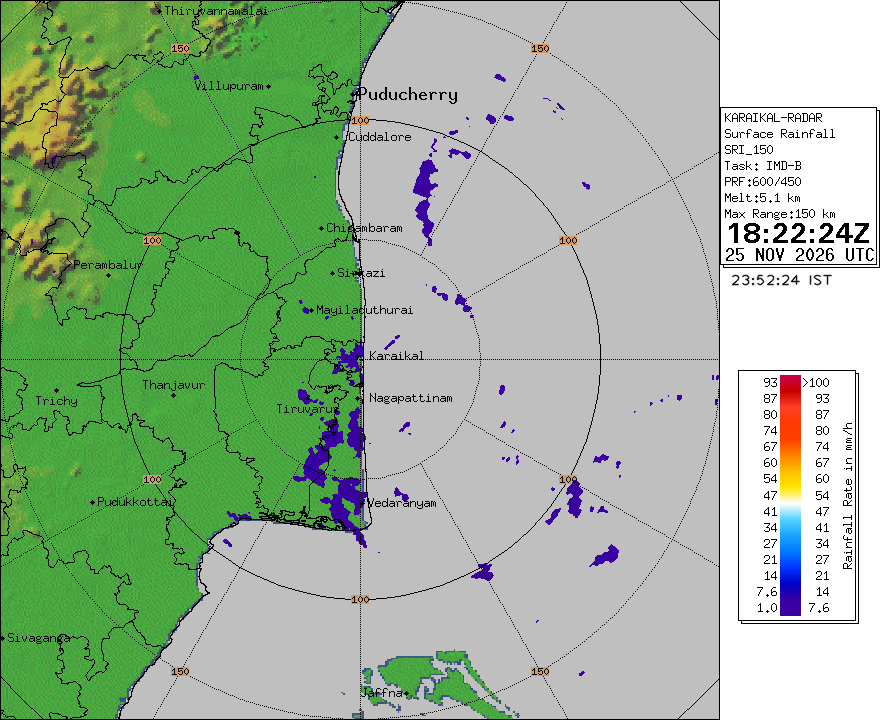 Thiruvannamalai
150
150
Villupuram
Puducherry
100
Cuddalore
Chidambaram
100
100
Perambalur
Sirkazi
Mayiladuthurai
Karaikal
Thanjavur
Trichy
Nagapattinam
Tiruvarur
100
100
Pudukkottai
Vedaranyam
100
Sivaganga
150
150
Jaffna
KARAIKAL-RADAR
Surface Rainfall
SRI_150
Task: IMD-B
PRF:600/450
Melt:5.1 km
Max Range:150 km
18:22:24Z
25 NOV 2026 UTC
23:52:24 IST
93 >100
87 93
80 87
74 80
67 74
60 67
54 60
47 54
41 47
34 41
27 34
21 27
14 21
7.6 14
1.0 7.6
Rainfall Rate in mm/h